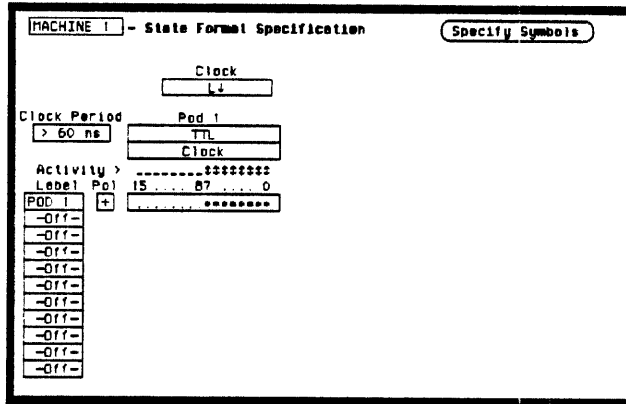 MACHINE 1 - State Format Specification
Specify Symbols
Clock
L↓
Clock Period Pod 1
> 60 ns TTL
Clock
Activity > ________‡‡‡‡‡‡‡‡
Label Pol 15 .... 87 .... 0
POD 1 + ........********
-Off-
-Off-
-Off-
-Off-
-Off-
-Off-
-Off-
-Off-
-Off-
-Off-